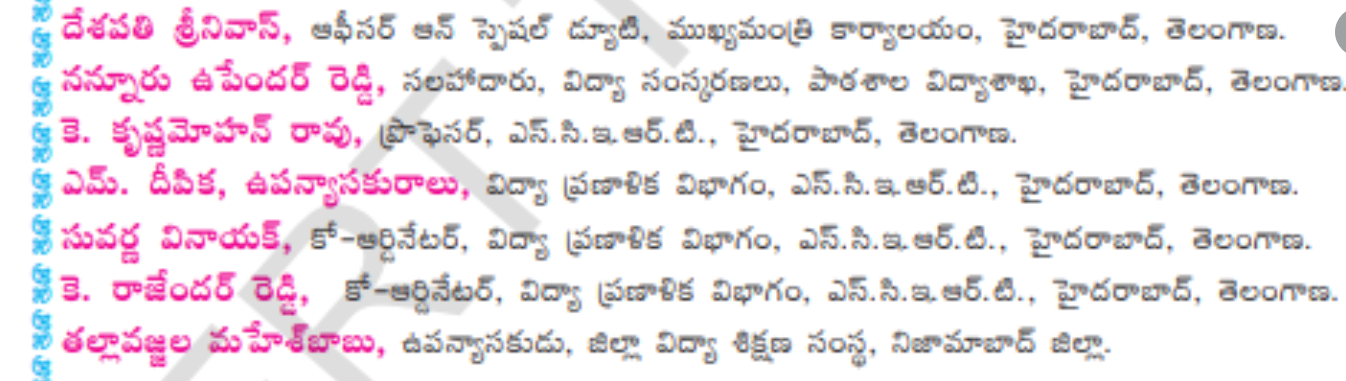 దేశపతి శ్రీనివాస్, ఆఫీసర్ ఆన్ స్పెషల్ డ్యూటి, ముఖ్యమంత్రి కార్యాలయం, హైదరాబాద్, తెలంగాణ.
నన్నూరు ఉపేందర్ రెడ్డి, సలహాదారు, విద్యా సంస్కరణలు, పాఠశాల విద్యాశాఖ, హైదరాబాద్, తెలంగాణ.
కె. కృష్ణమోహన్ రావు, ప్రొఫెసర్, ఎస్.సి.ఇ.ఆర్.టి., హైదరాబాద్, తెలంగాణ.
ఎమ్. దీపిక, ఉపన్యాసకురాలు, విద్యా ప్రణాళిక విభాగం, ఎస్.సి.ఇ.ఆర్.టి., హైదరాబాద్, తెలంగాణ.
సువర్ణ వినాయక్, కో-ఆర్డినేటర్, విద్యా ప్రణాళిక విభాగం, ఎస్.సి.ఇ.ఆర్.టి., హైదరాబాద్, తెలంగాణ.
కె. రాజేందర్ రెడ్డి, కో-ఆర్డినేటర్, విద్యా ప్రణాళిక విభాగం, ఎస్.సి.ఇ.ఆర్.టి., హైదరాబాద్, తెలంగాణ.
తల్లావజ్జల మహేశ్‌బాబు, ఉపన్యాసకుడు, జిల్లా విద్యా శిక్షణ సంస్థ, నిజామాబాద్ జిల్లా.